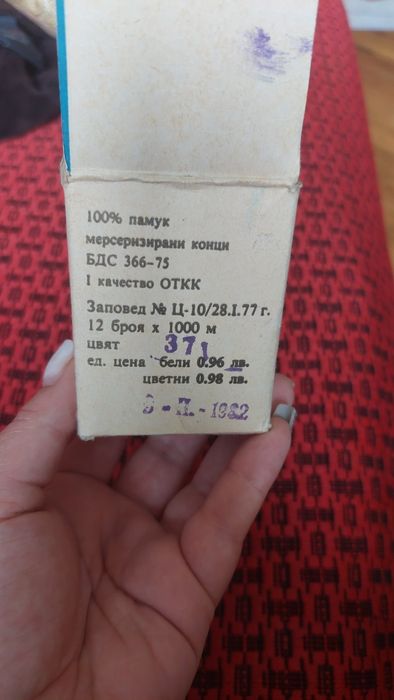 100% памук
мерсеризирани конци
БДС 366-75
I качество ОТКК
Заповед № Ц-10/28.I.77 г.
12 броя х 1000 м
цвят 371
ед. цена бели 0.96 лв.
цветни 0.98 лв.
9-II-1982